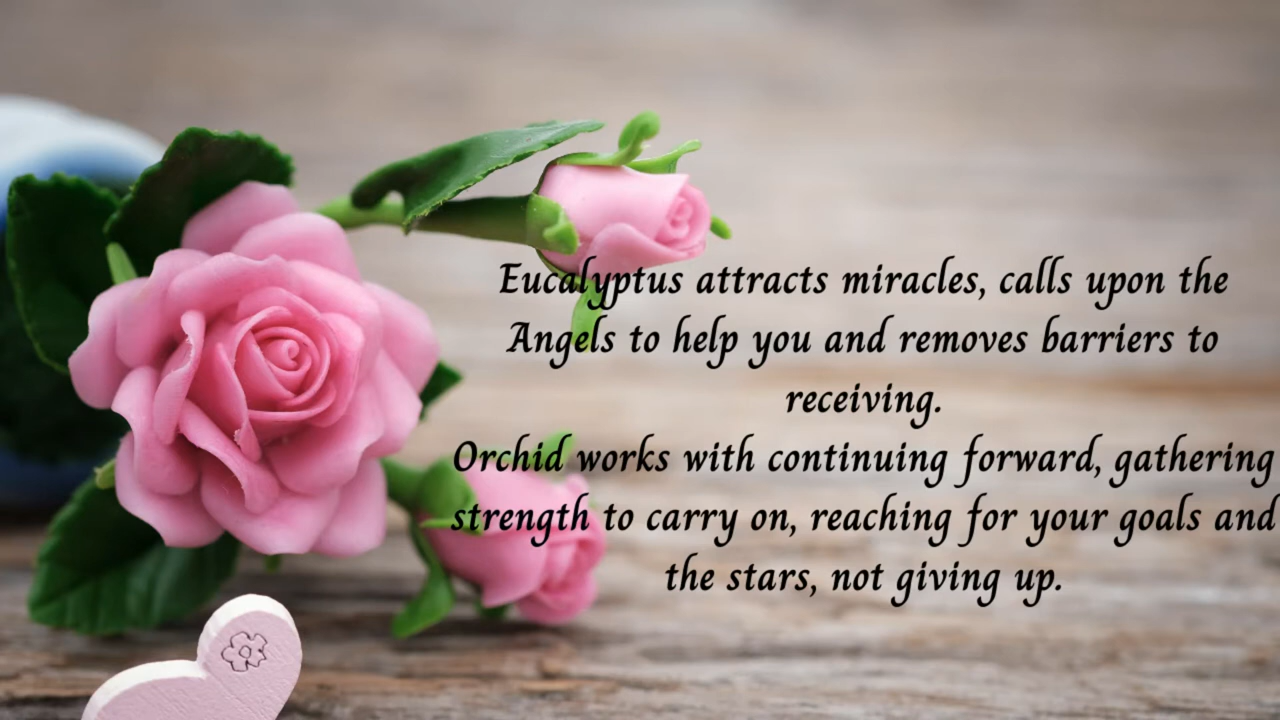 Eucalyptus attracts miracles, calls upon the
Angels to help you and removes barriers to
receiving.
Orchid works with continuing forward, gathering
strength to carry on, reaching for your goals and
the stars, not giving up.